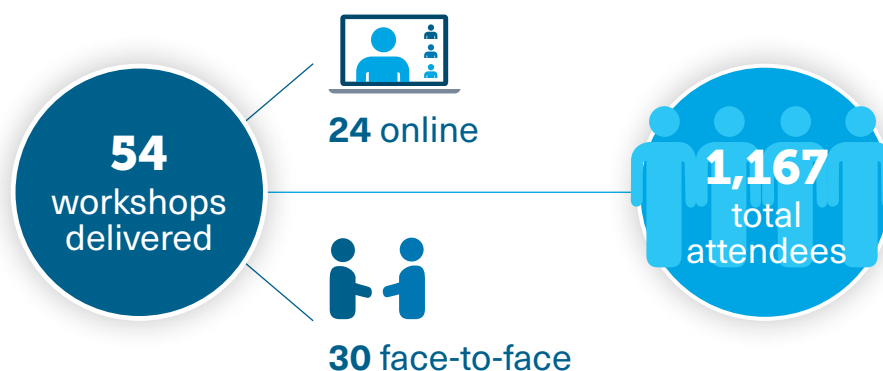 54
workshops
delivered
24 online
30 face-to-face
1,167
total
attendees